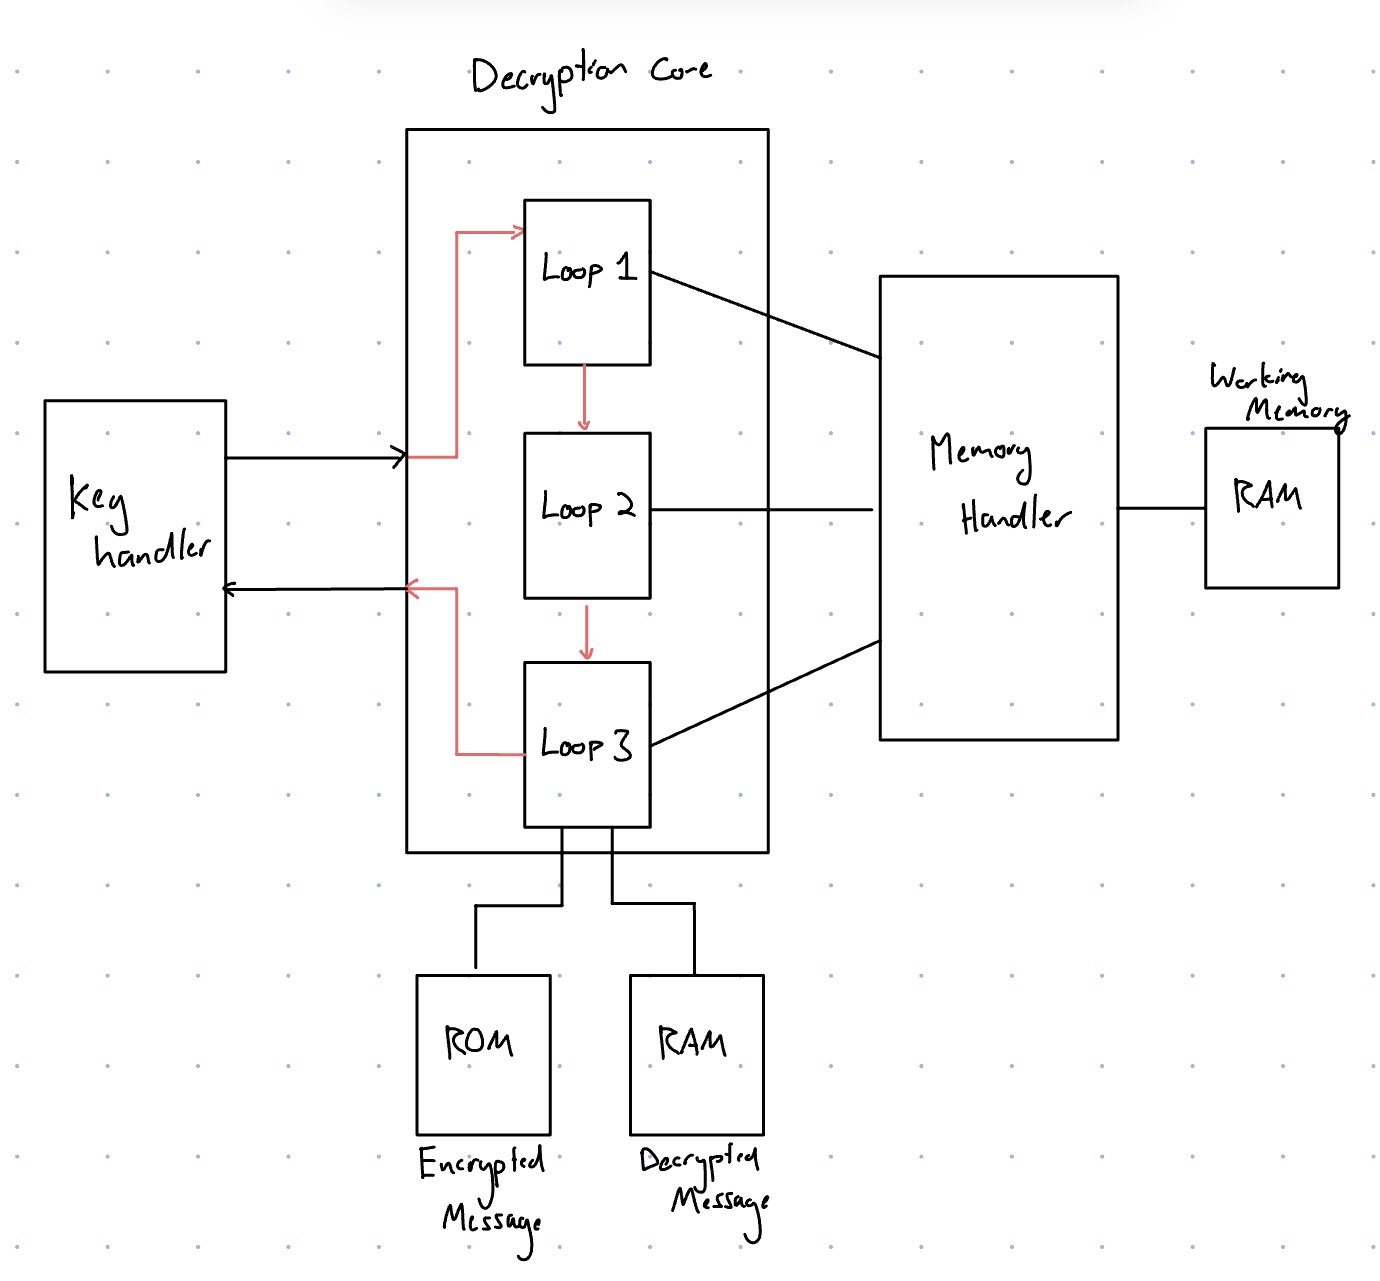 Decryption Core
Loop 1
Loop 2
Loop 3
Key
handler
Memory
Handler
Working
Memory
RAM
ROM
RAM
Encrypted
Message
Decrypted
Message